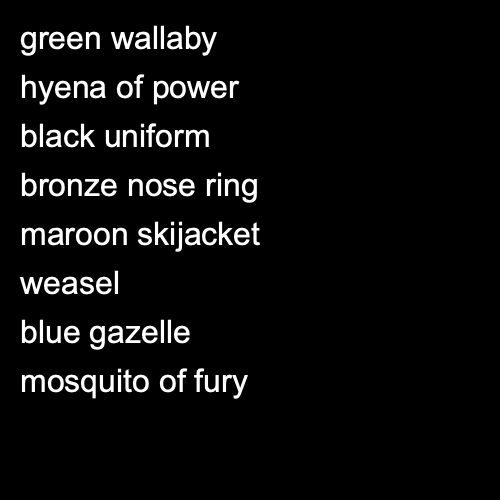 green wallaby
hyena of power
black uniform
bronze nose ring
maroon skijacket
weasel
blue gazelle
mosquito of fury